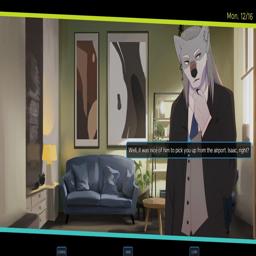 Mon. 12/16
Well, it was nice of him to pick you up from the airport, Isaac, right?